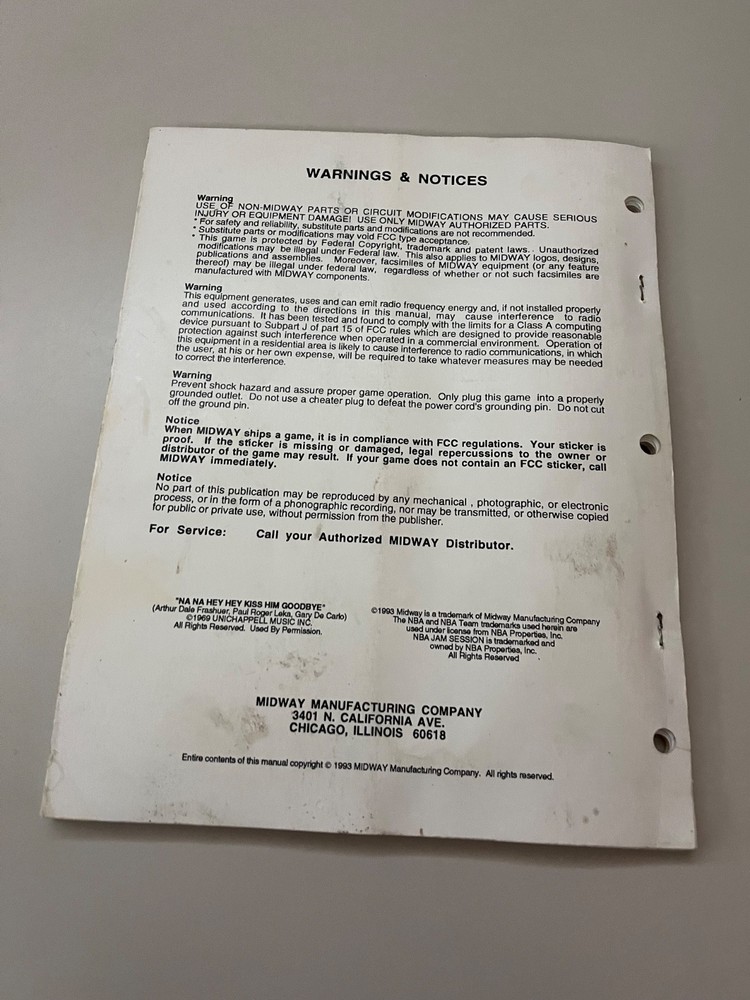 WARNINGS & NOTICES
Warning
USE OF NON-MIDWAY PARTS OR CIRCUIT MODIFICATIONS MAY CAUSE SERIOUS
INJURY OR EQUIPMENT DAMAGE! USE ONLY MIDWAY AUTHORIZED PARTS.
* For safety and reliability, substitute parts and modifications are not recommended.
* Substitute parts or modifications may void FCC type acceptance.
* This game is protected by Federal Copyright, trademark and patent laws. Unauthorized
modifications may be illegal under Federal law. This also applies to MIDWAY logos, designs,
publications and assemblies. Moreover, facsimiles of MIDWAY equipment (or any feature
thereof) may be illegal under federal law, regardless of whether or not such facsimiles are
manufactured with MIDWAY components.
Warning
This equipment generates, uses and can emit radio frequency energy and, if not installed properly
and used according to the directions in this manual, may cause interference to radio
communications. It has been tested and found to comply with the limits for a Class A computing
device pursuant to Subpart J of part 15 of FCC rules which are designed to provide reasonable
protection against such interference when operated in a commercial environment. Operation of
this equipment in a residential area is likely to cause interference to radio communications, in which
the user, at his or her own expense, will be required to take whatever measures may be needed
to correct the interference.
Warning
Prevent shock hazard and assure proper game operation. Only plug this game into a properly
grounded outlet. Do not use a cheater plug to defeat the power cord's grounding pin. Do not cut
off the ground pin.
Notice
When MIDWAY ships a game, it is in compliance with FCC regulations. Your sticker is
proof. If the sticker is missing or damaged, legal repercussions to the owner or
distributor of the game may result. If your game does not contain an FCC sticker, call
MIDWAY immediately.
Notice
No part of this publication may be reproduced by any mechanical , photographic, or electronic
process, or in the form of a phonographic recording, nor may be transmitted, or otherwise copied
for public or private use, without permission from the publisher.
For Service: Call your Authorized MIDWAY Distributor.
"NA NA HEY HEY KISS HIM GOODBYE"
(Arthur Dale Frashuer, Paul Roger Leka, Gary De Carlo)
©1969 UNICHAPPELL MUSIC INC.
All Rights Reserved. Used By Permission.
©1993 Midway is a trademark of Midway Manufacturing Company
The NBA and NBA Team trademarks used herein are
used under license from NBA Properties, Inc.
NBA JAM SESSION is trademarked and
owned by NBA Properties, Inc.
All Rights Reserved
MIDWAY MANUFACTURING COMPANY
3401 N. CALIFORNIA AVE.
CHICAGO, ILLINOIS 60618
Entire contents of this manual copyright © 1993 MIDWAY Manufacturing Company. All rights reserved.